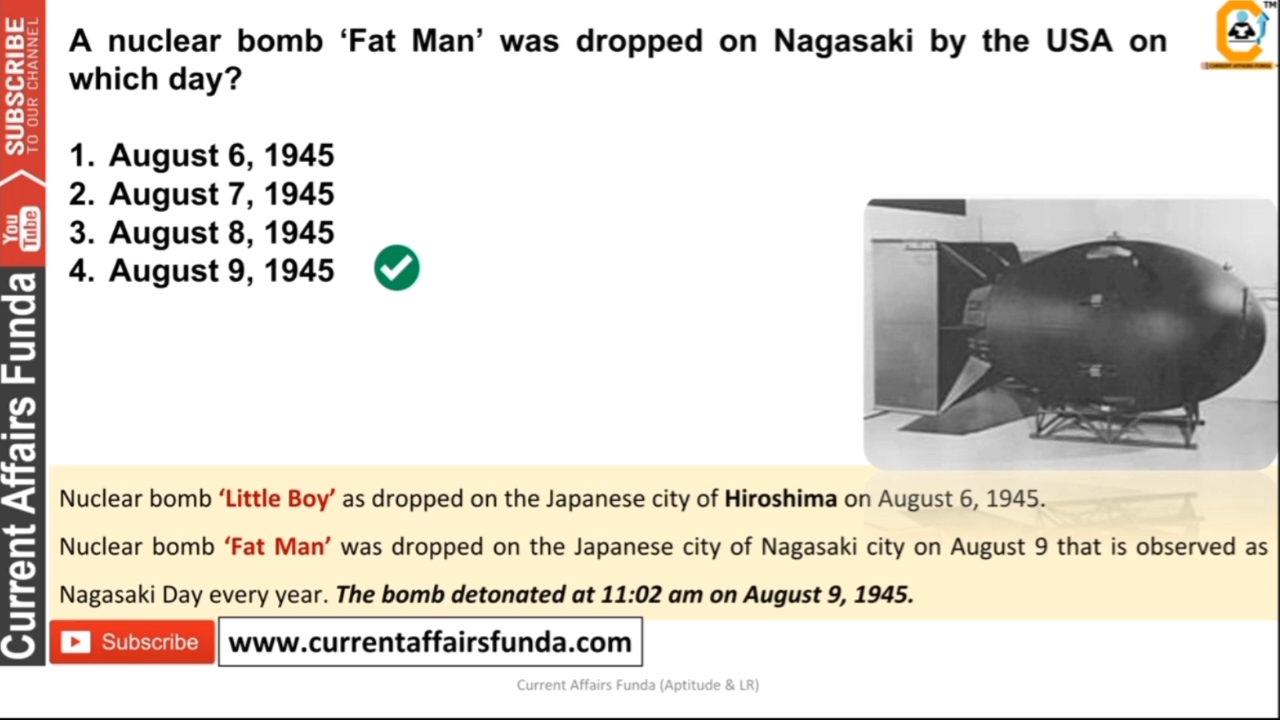 A nuclear bomb ‘Fat Man’ was dropped on Nagasaki by the USA on
which day?
1. August 6, 1945
2. August 7, 1945
3. August 8, 1945
4. August 9, 1945
Nuclear bomb ‘Little Boy’ as dropped on the Japanese city of Hiroshima on August 6, 1945.
Nuclear bomb ‘Fat Man’ was dropped on the Japanese city of Nagasaki city on August 9 that is observed as
Nagasaki Day every year. The bomb detonated at 11:02 am on August 9, 1945.
Subscribe
www.currentaffairsfunda.com
Current Affairs Funda (Aptitude & LR)
SUBSCRIBE
TO OUR CHANNEL
You Tube
Current Affairs Funda
TM
CURRENT AFFAIRS FUNDA